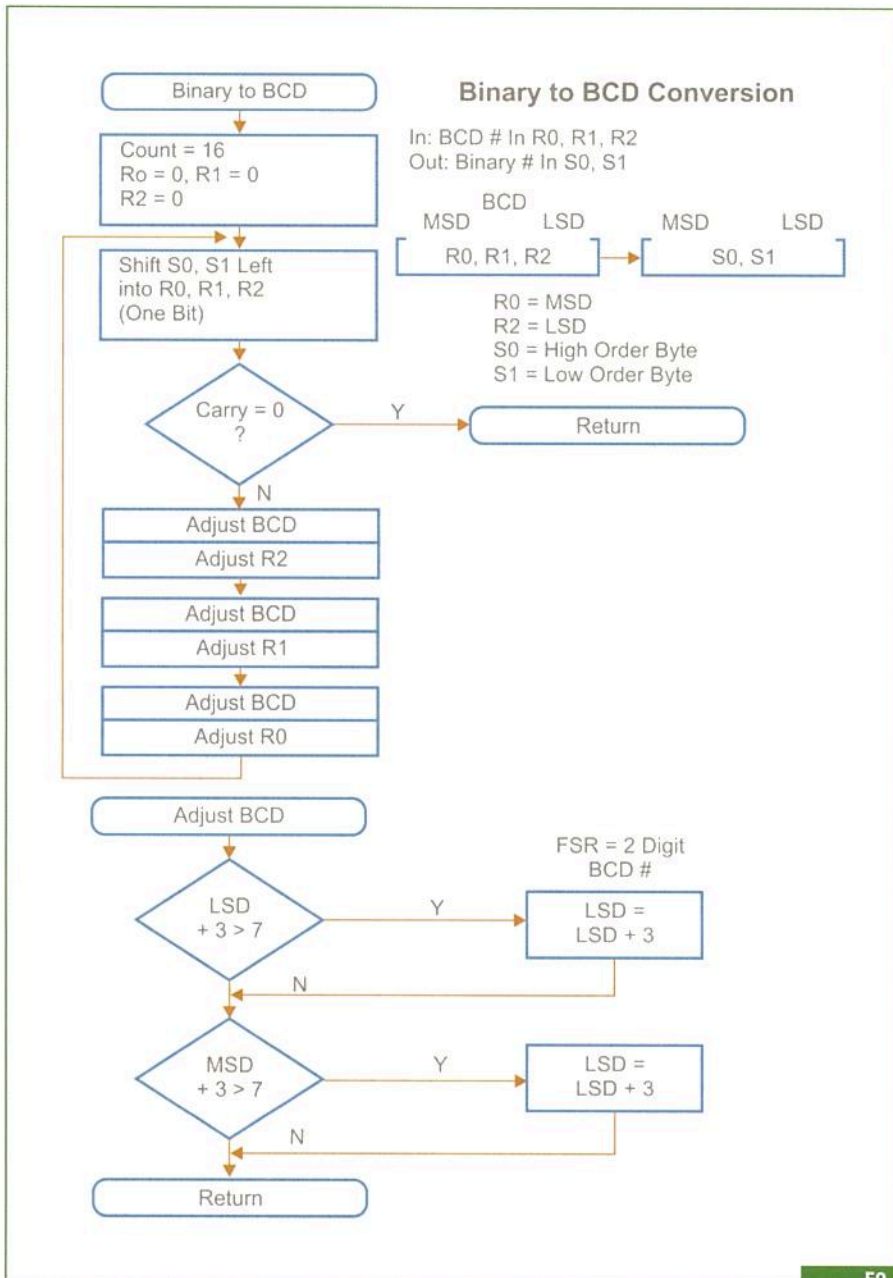 Binary to BCD
Binary to BCD Conversion
Count = 16
Ro = 0, R1 = 0
R2 = 0
In: BCD # In R0, R1, R2
Out: Binary # In S0, S1
BCD
MSD LSD MSD LSD
R0, R1, R2 S0, S1
Shift S0, S1 Left
into R0, R1, R2
(One Bit)
R0 = MSD
R2 = LSD
S0 = High Order Byte
S1 = Low Order Byte
Carry = 0
?
Y
Return
N
Adjust BCD
Adjust R2
Adjust BCD
Adjust R1
Adjust BCD
Adjust R0
Adjust BCD
FSR = 2 Digit
BCD #
LSD
+ 3 > 7
Y
LSD =
LSD + 3
N
MSD
+ 3 > 7
Y
LSD =
LSD + 3
N
Return